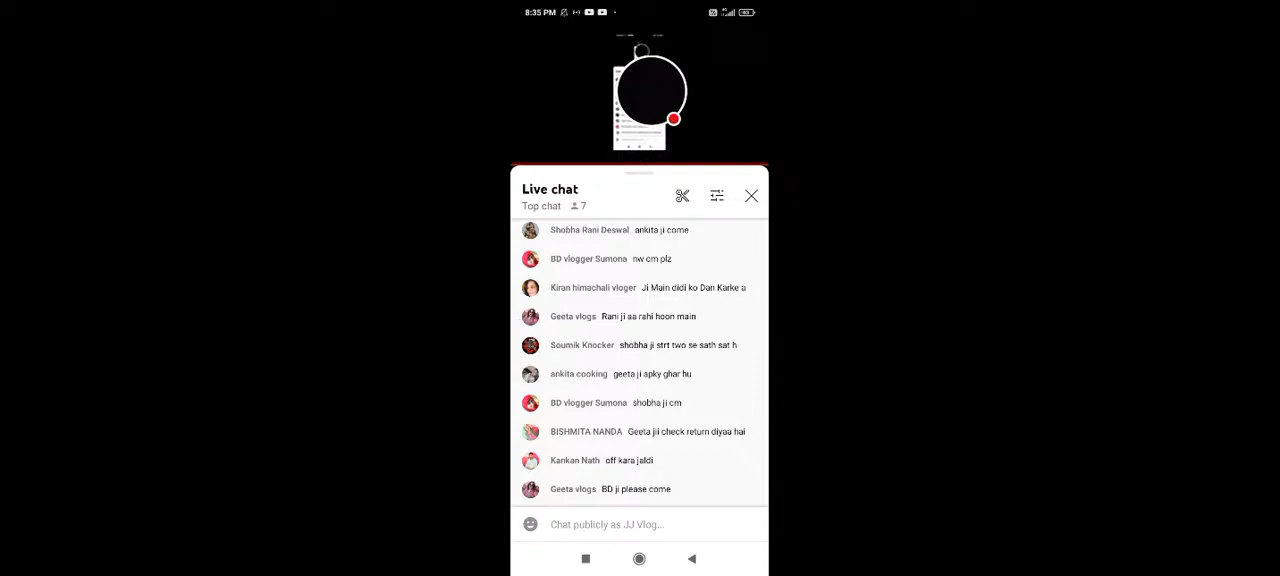 8:35 PM
Live chat
Top chat 7
Shobha Rani Deswal ankita ji come
BD vlogger Sumona nw cm plz
Kiran himachali vloger Ji Main didi ko Dan Karke a
Geeta vlogs Rani ji aa rahi hoon main
Soumik Knocker shobha ji strt two se sath sat h
ankita cooking geeta ji apky ghar hu
BD vlogger Sumona shobha ji cm
BISHMITA NANDA Geeta jii check return diyaa hai
Kankan Nath off kara jaldi
Geeta vlogs BD ji please come
Chat publicly as JJ Vlog...